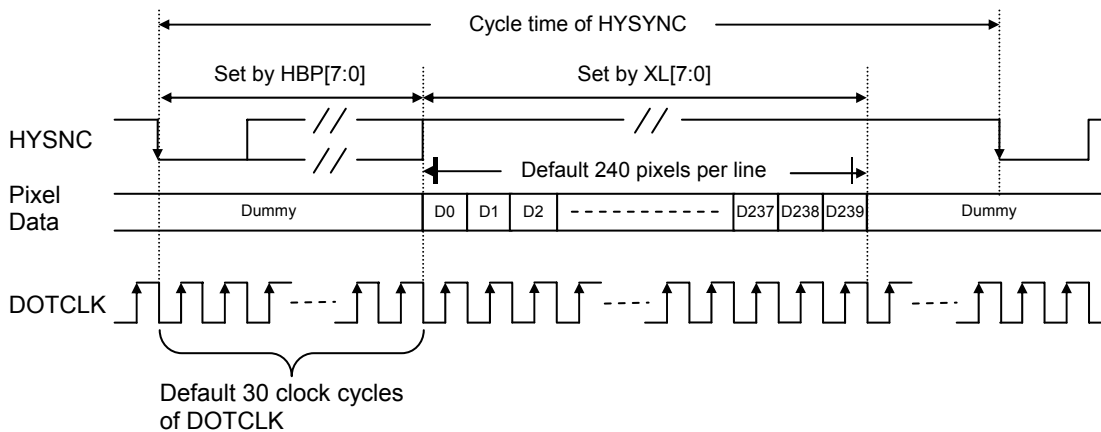 Cycle time of HYSYNC
Set by HBP[7:0]
Set by XL[7:0]
HYSNC
Default 240 pixels per line
Pixel
Data
Dummy
D0
D1
D2
D237
D238
D239
Dummy
DOTCLK
Default 30 clock cycles
of DOTCLK